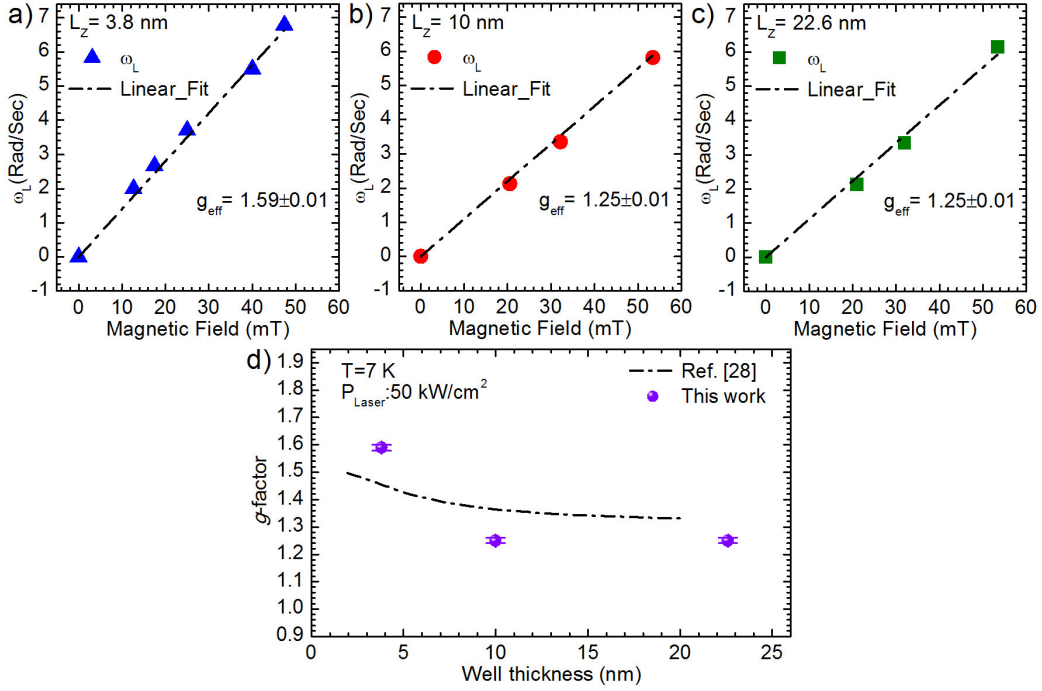 a)
L_Z= 3.8 nm
ω_L
Linear_Fit
g_eff= 1.59±0.01
ω_L(Rad/Sec)
7
6
5
4
3
2
1
0
-1
0 10 20 30 40 50 60
Magnetic Field (mT)
b)
L_Z= 10 nm
ω_L
Linear_Fit
g_eff= 1.25±0.01
ω_L(Rad/Sec)
7
6
5
4
3
2
1
0
-1
0 10 20 30 40 50 60
Magnetic Field (mT)
c)
L_Z= 22.6 nm
ω_L
Linear_Fit
g_eff= 1.25±0.01
ω_L(Rad/Sec)
7
6
5
4
3
2
1
0
-1
0 10 20 30 40 50 60
Magnetic Field (mT)
d)
T=7 K
P_Laser:50 kW/cm²
Ref. [28]
This work
g-factor
1.9
1.8
1.7
1.6
1.5
1.4
1.3
1.2
1.1
1.0
0.9
0 5 10 15 20 25
Well thickness (nm)